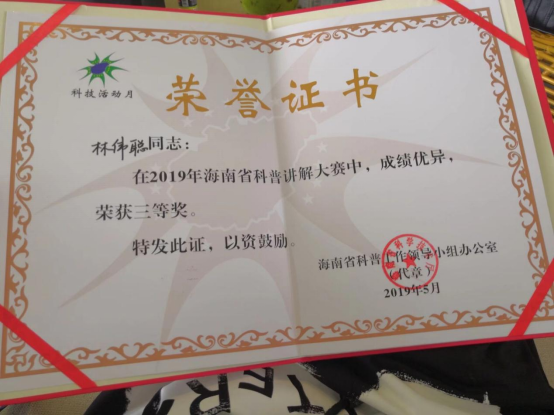 科技活动月
荣誉证书
林伟聪同志：
在2019年海南省科普讲解大赛中，成绩优异，
荣获三等奖。
特发此证，以资鼓励。
海南省科普工作领导小组办公室
（代章）
2019年5月